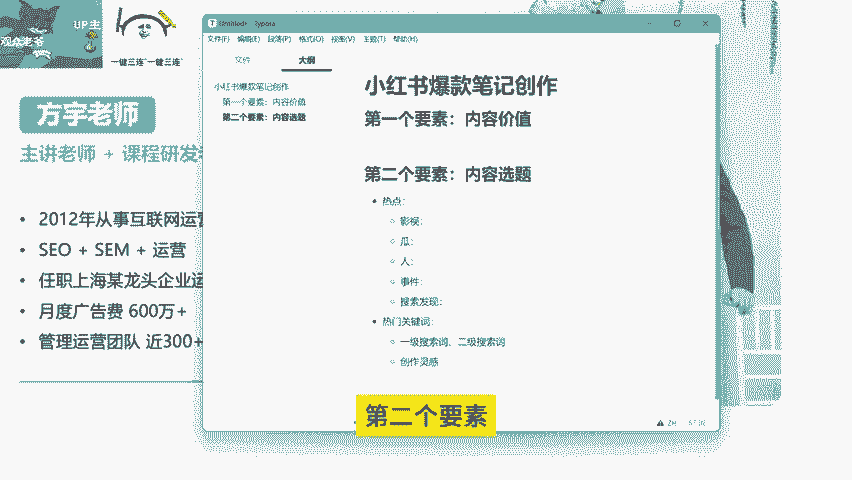 UP主
观众老爷
一键三连~一键三连~
方宇老师
主讲老师 + 课程研发
2012年从事互联网运营
SEO + SEM + 运营
任职上海某龙头企业运
月度广告费 600万+
管理运营团队 近300+
Untitled• - Typora
文件(F) 编辑(E) 段落(P) 格式(O) 视图(V) 主题(T) 帮助(H)
文件 大纲
小红书爆款笔记创作
第一个要素：内容价值
第二个要素：内容选题
小红书爆款笔记创作
第一个要素：内容价值
第二个要素：内容选题
热点：
影视：
瓜：
人：
事件：
搜索发现：
热门关键词：
一级搜索词、二级搜索词
创作灵感
第二个要素